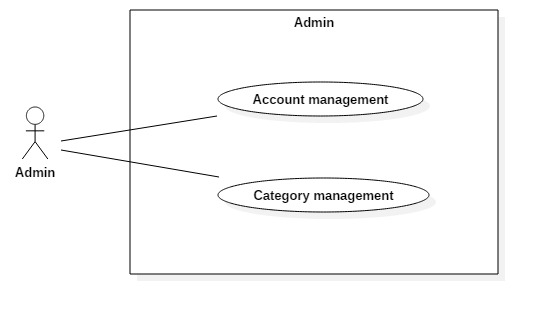 Admin
Account management
Admin
Category management